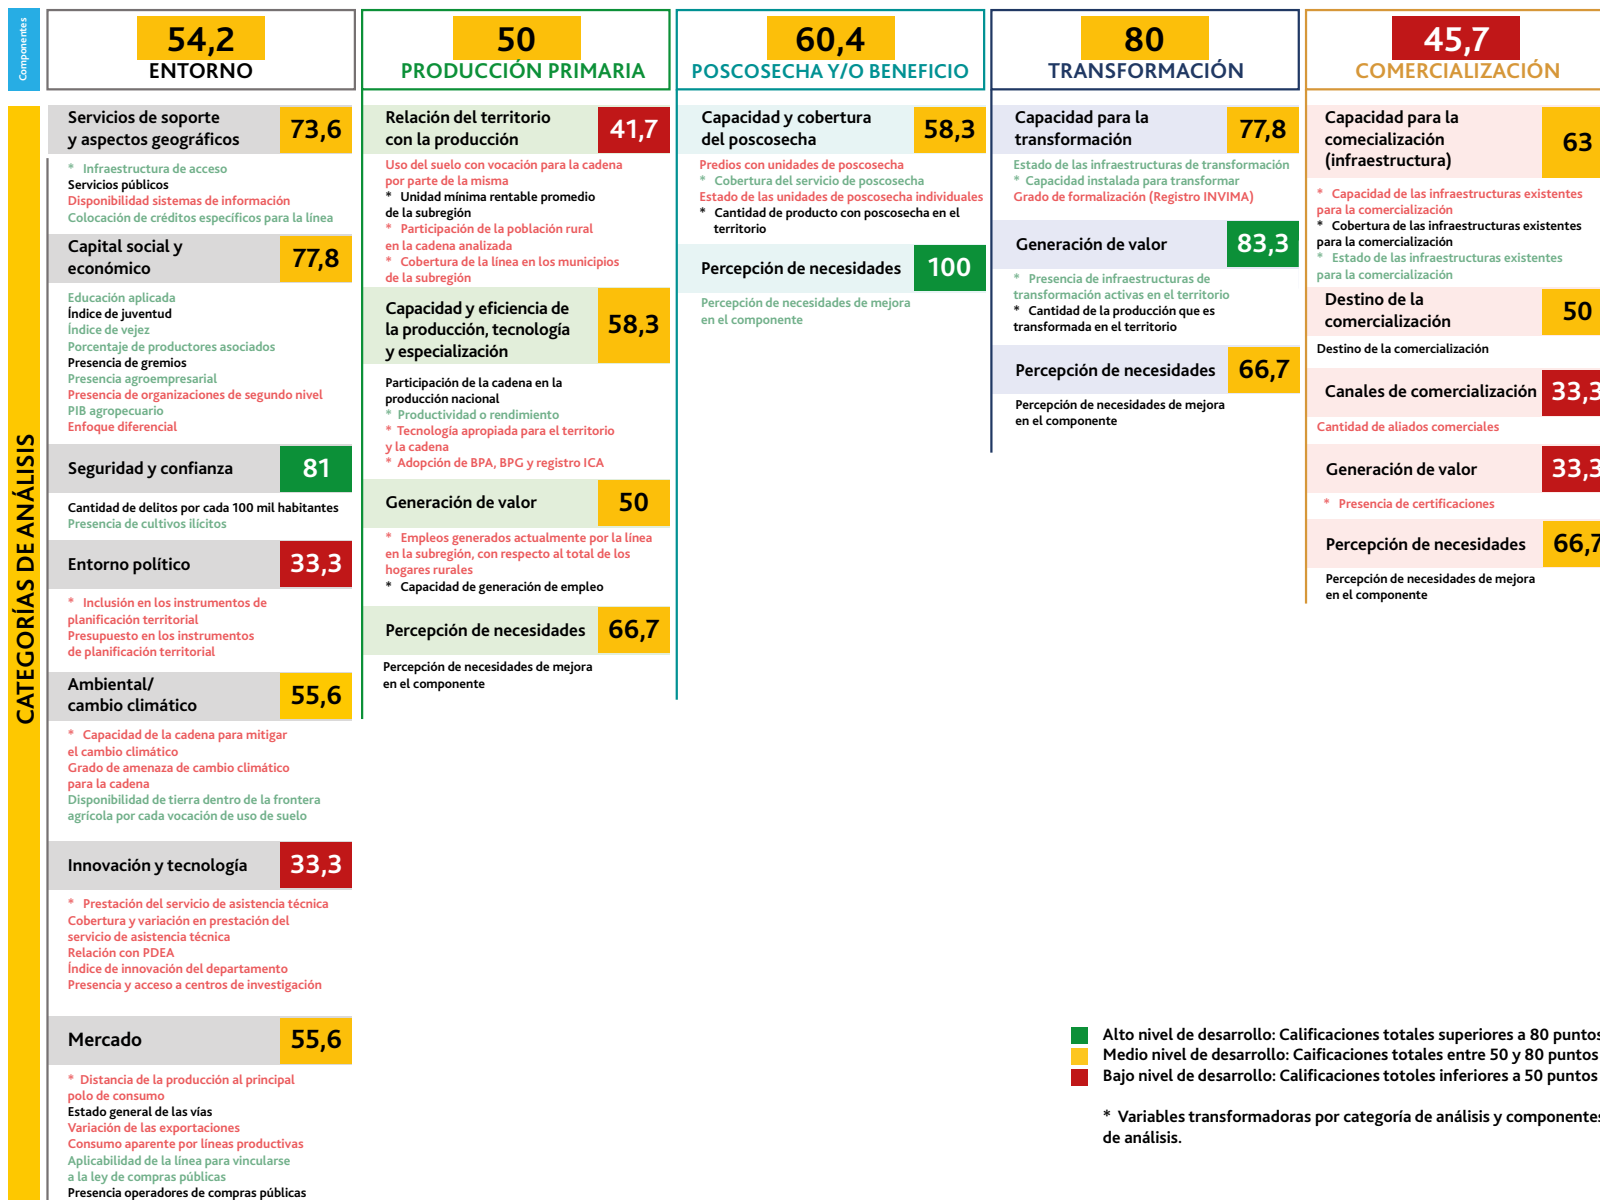 Componentes
CATEGORÍAS DE ANÁLISIS
54,2
ENTORNO
Servicios de soporte
y aspectos geográficos
73,6
* Infraestructura de acceso
Servicios públicos
Disponibilidad sistemas de información
Colocación de créditos específicos para la línea
Capital social y
económico
77,8
Educación aplicada
Índice de juventud
Índice de vejez
Porcentaje de productores asociados
Presencia de gremios
Presencia agroempresarial
Presencia de organizaciones de segundo nivel
PIB agropecuario
Enfoque diferencial
Seguridad y confianza
81
Cantidad de delitos por cada 100 mil habitantes
Presencia de cultivos ilícitos
Entorno político
33,3
* Inclusión en los instrumentos de
planificación territorial
Presupuesto en los instrumentos
de planificación territorial
Ambiental/
cambio climático
55,6
* Capacidad de la cadena para mitigar
el cambio climático
Grado de amenaza de cambio climático
para la cadena
Disponibilidad de tierra dentro de la frontera
agrícola por cada vocación de uso de suelo
Innovación y tecnología
33,3
* Prestación del servicio de asistencia técnica
Cobertura y variación en prestación del
servicio de asistencia técnica
Relación con PDEA
Índice de innovación del departamento
Presencia y acceso a centros de investigación
Mercado
55,6
* Distancia de la producción al principal
polo de consumo
Estado general de las vías
Variación de las exportaciones
Consumo aparente por líneas productivas
Aplicabilidad de la línea para vincularse
a la ley de compras públicas
Presencia operadores de compras públicas
50
PRODUCCIÓN PRIMARIA
Relación del territorio
con la producción
41,7
Uso del suelo con vocación para la cadena
por parte de la misma
* Unidad mínima rentable promedio
de la subregión
* Participación de la población rural
en la cadena analizada
* Cobertura de la línea en los municipios
de la subregión
Capacidad y eficiencia de
la producción, tecnología
y especialización
58,3
Participación de la cadena en la
producción nacional
* Productividad o rendimiento
* Tecnología apropiada para el territorio
y la cadena
* Adopción de BPA, BPG y registro ICA
Generación de valor
50
* Empleos generados actualmente por la línea
en la subregión, con respecto al total de los
hogares rurales
* Capacidad de generación de empleo
Percepción de necesidades
66,7
Percepción de necesidades de mejora
en el componente
60,4
POSCOSECHA Y/O BENEFICIO
Capacidad y cobertura
del poscosecha
58,3
Predios con unidades de poscosecha
* Cobertura del servicio de poscosecha
Estado de las unidades de poscosecha individuales
* Cantidad de producto con poscosecha en el
territorio
Percepción de necesidades
100
Percepción de necesidades de mejora
en el componente
80
TRANSFORMACIÓN
Capacidad para la
transformación
77,8
Estado de las infraestructuras de transformación
* Capacidad instalada para transformar
Grado de formalización (Registro INVIMA)
Generación de valor
83,3
* Presencia de infraestructuras de
transformación activas en el territorio
* Cantidad de la producción que es
transformada en el territorio
Percepción de necesidades
66,7
Percepción de necesidades de mejora
en el componente
45,7
COMERCIALIZACIÓN
Capacidad para la
comecialización
(infraestructura)
63
* Capacidad de las infraestructuras existentes
para la comercialización
* Cobertura de las infraestructuras existentes
para la comercialización
* Estado de las infraestructuras existentes
para la comercialización
Destino de la
comercialización
50
Destino de la comercialización
Canales de comercialización
33,3
Cantidad de aliados comerciales
Generación de valor
33,3
* Presencia de certificaciones
Percepción de necesidades
66,7
Percepción de necesidades de mejora
en el componente
Alto nivel de desarrollo: Calificaciones totales superiores a 80 puntos
Medio nivel de desarrollo: Caificaciones totales entre 50 y 80 puntos
Bajo nivel de desarrollo: Calificaciones totoles inferiores a 50 puntos
* Variables transformadoras por categoría de análisis y componentes
de análisis.